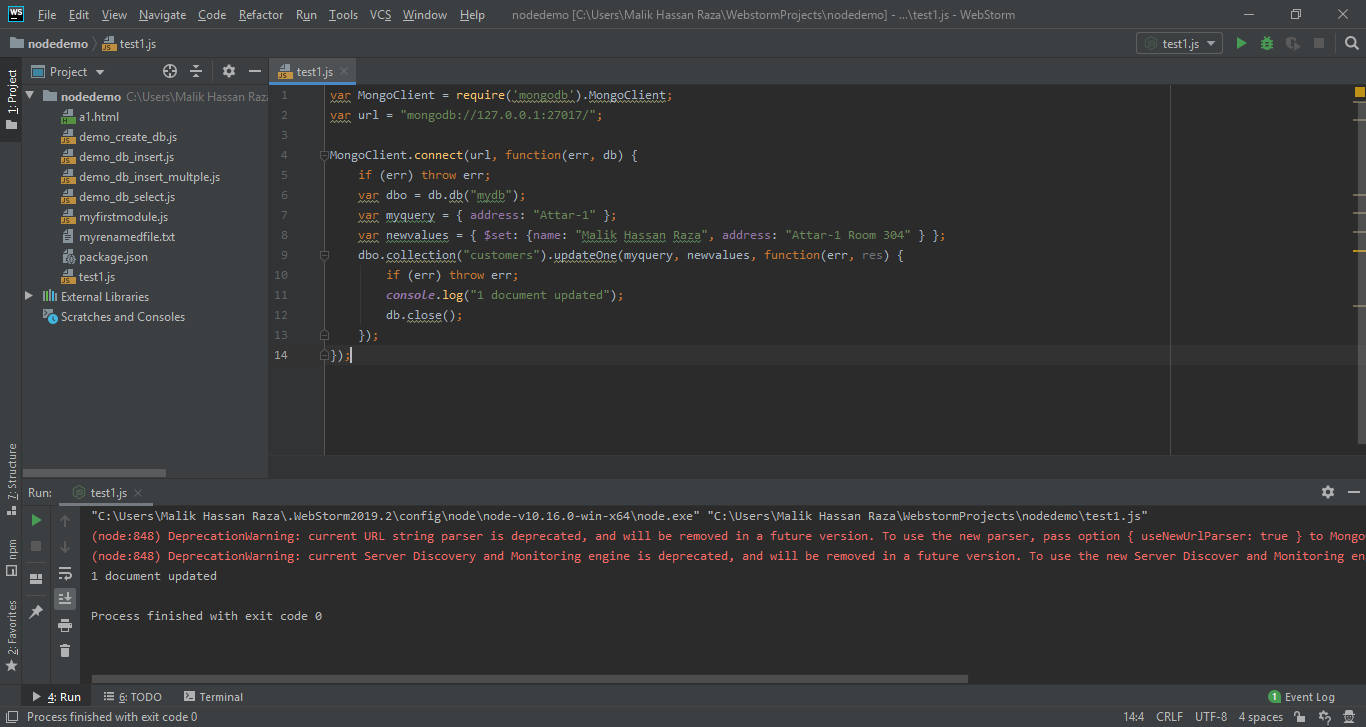 WS File Edit View Navigate Code Refactor Run Tools VCS Window Help nodedemo [C:\Users\Malik Hassan Raza\WebstormProjects\nodedemo] - ...\test1.js - WebStorm
nodedemo test1.js test1.js
1: Project
Project
test1.js
nodedemo C:\Users\Malik Hassan Raza
a1.html
demo_create_db.js
demo_db_insert.js
demo_db_insert_multple.js
demo_db_select.js
myfirstmodule.js
myrenamedfile.txt
package.json
test1.js
External Libraries
Scratches and Consoles
1 var MongoClient = require('mongodb').MongoClient;
2 var url = "mongodb://127.0.0.1:27017/";
3
4 MongoClient.connect(url, function(err, db) {
5 if (err) throw err;
6 var dbo = db.db("mydb");
7 var myquery = { address: "Attar-1" };
8 var newvalues = { $set: {name: "Malik Hassan Raza", address: "Attar-1 Room 304" } };
9 dbo.collection("customers").updateOne(myquery, newvalues, function(err, res) {
10 if (err) throw err;
11 console.log("1 document updated");
12 db.close();
13 });
14 });
7: Structure
npm
2: Favorites
Run: test1.js
"C:\Users\Malik Hassan Raza\.WebStorm2019.2\config\node\node-v10.16.0-win-x64\node.exe" "C:\Users\Malik Hassan Raza\WebstormProjects\nodedemo\test1.js"
(node:848) DeprecationWarning: current URL string parser is deprecated, and will be removed in a future version. To use the new parser, pass option { useNewUrlParser: true } to Mongo
(node:848) DeprecationWarning: current Server Discovery and Monitoring engine is deprecated, and will be removed in a future version. To use the new Server Discover and Monitoring en
1 document updated
Process finished with exit code 0
4: Run 6: TODO Terminal 1 Event Log
Process finished with exit code 0 14:4 CRLF UTF-8 4 spaces